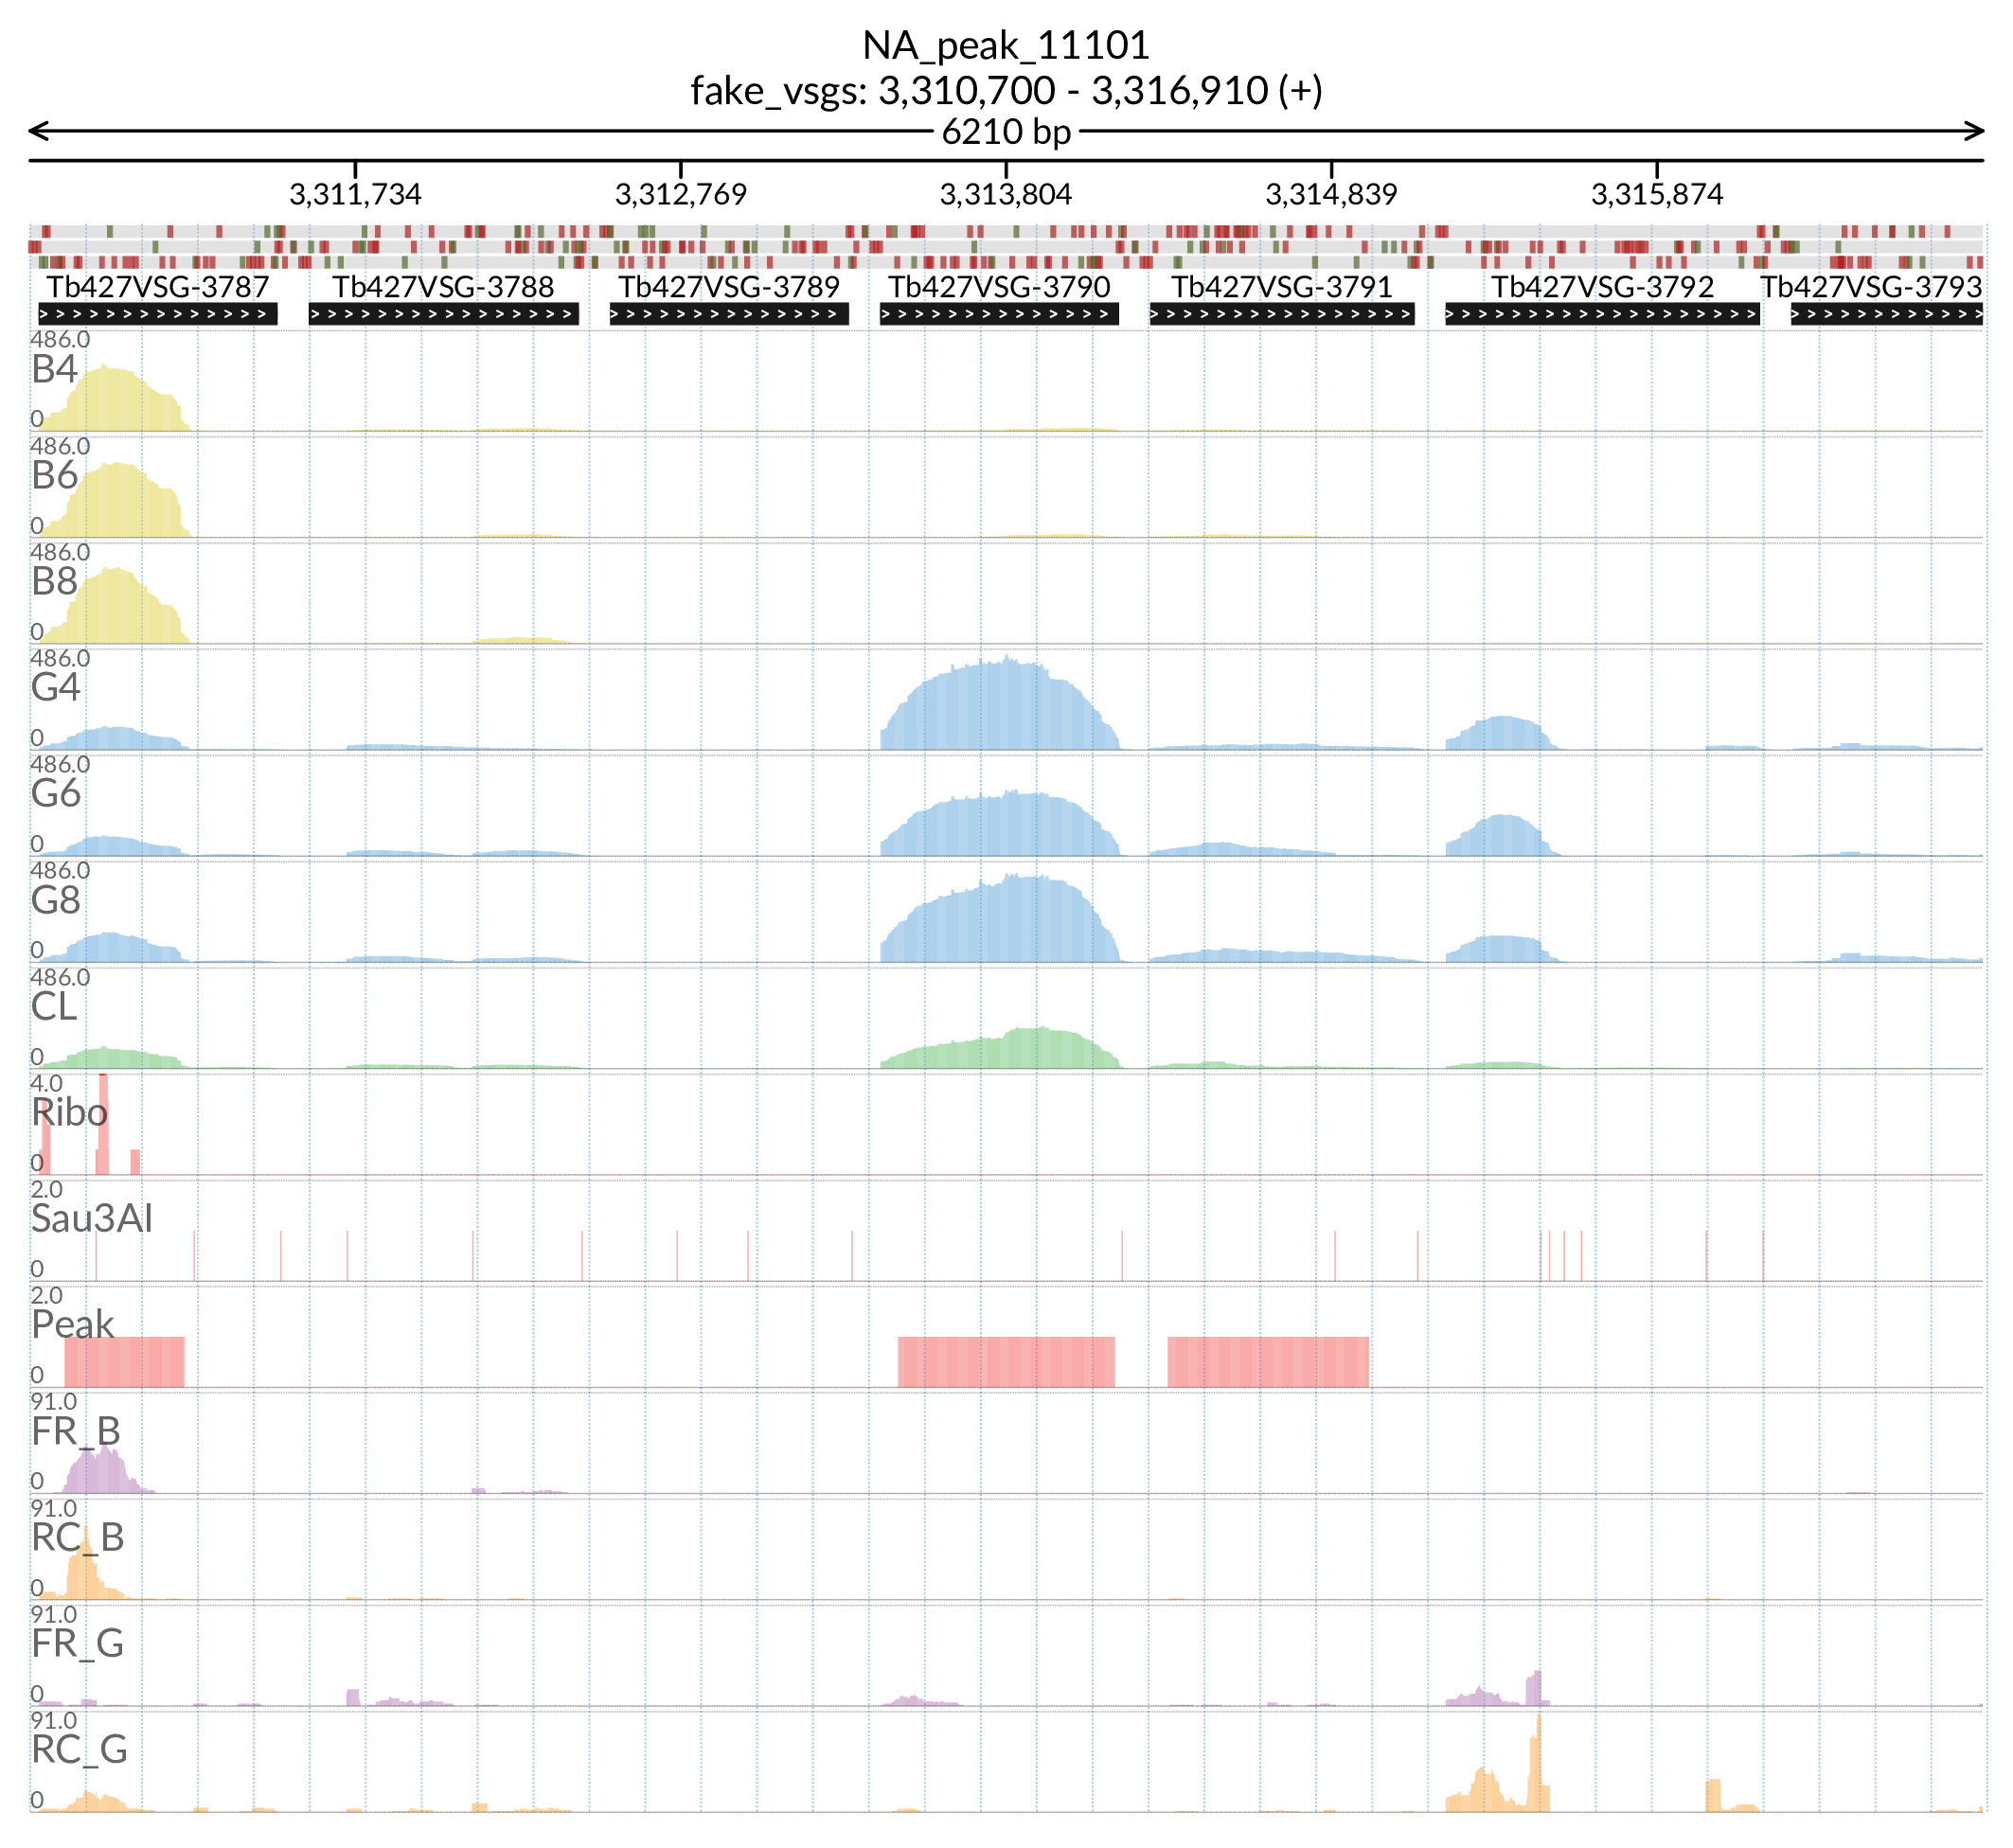 NA_peak_11101
fake_vsgs: 3,310,700 - 3,316,910 (+)
6210 bp
3,311,734 3,312,769 3,313,804 3,314,839 3,315,874
Tb427VSG-3787 Tb427VSG-3788 Tb427VSG-3789 Tb427VSG-3790 Tb427VSG-3791 Tb427VSG-3792 Tb427VSG-3793
486.0
B4
0
486.0
B6
0
486.0
B8
0
486.0
G4
0
486.0
G6
0
486.0
G8
0
486.0
CL
0
4.0
Ribo
0
2.0
Sau3AI
0
2.0
Peak
0
91.0
FR_B
0
91.0
RC_B
0
91.0
FR_G
0
91.0
RC_G
0